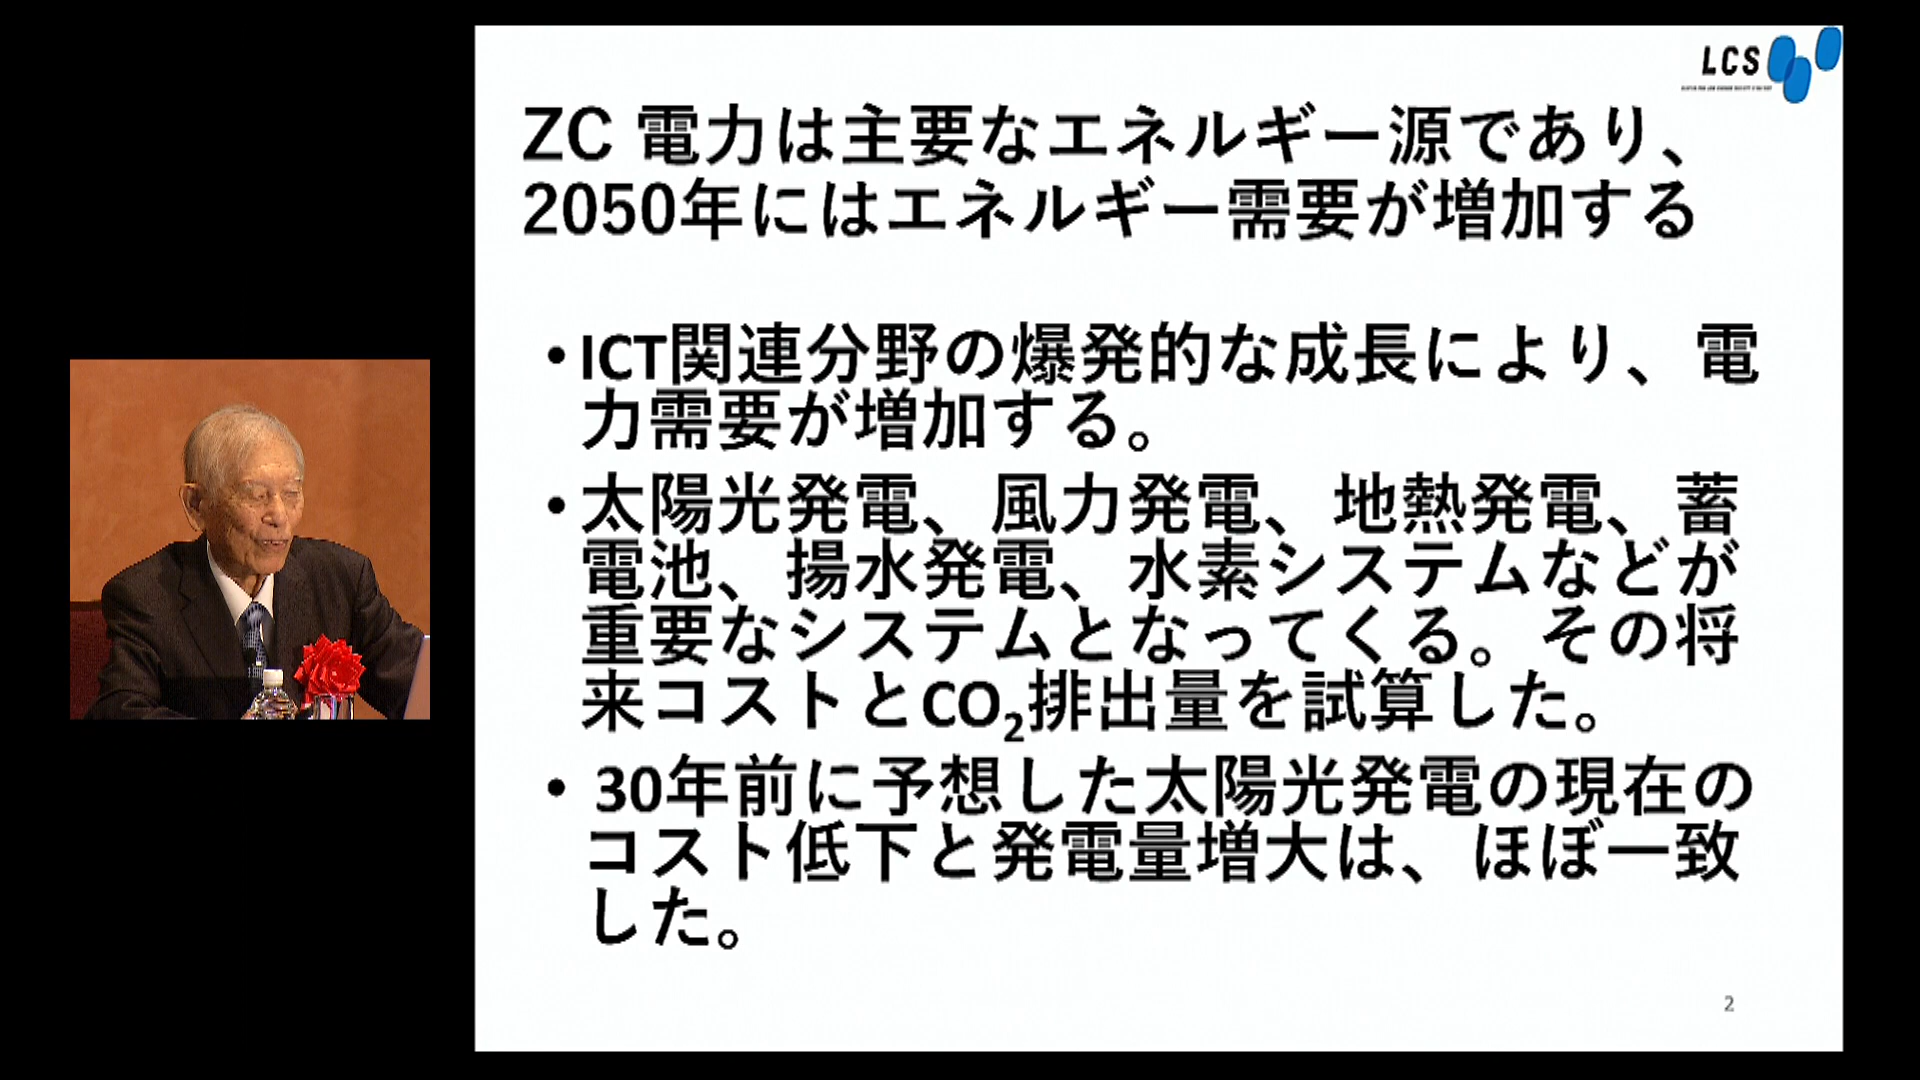 LCS
ZC 電力は主要なエネルギー源であり、
2050年にはエネルギー需要が増加する
•ICT関連分野の爆発的な成長により、電
力需要が増加する。
•太陽光発電、風力発電、地熱発電、蓄
電池、揚水発電、水素システムなどが
重要なシステムとなってくる。その将
来コストとCO₂排出量を試算した。
• 30年前に予想した太陽光発電の現在の
コスト低下と発電量増大は、ほぼ一致
した。
2